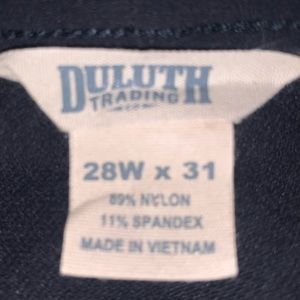 DULUTH
TRADING
28W x 31
89% NYLON
11% SPANDEX
MADE IN VIETNAM